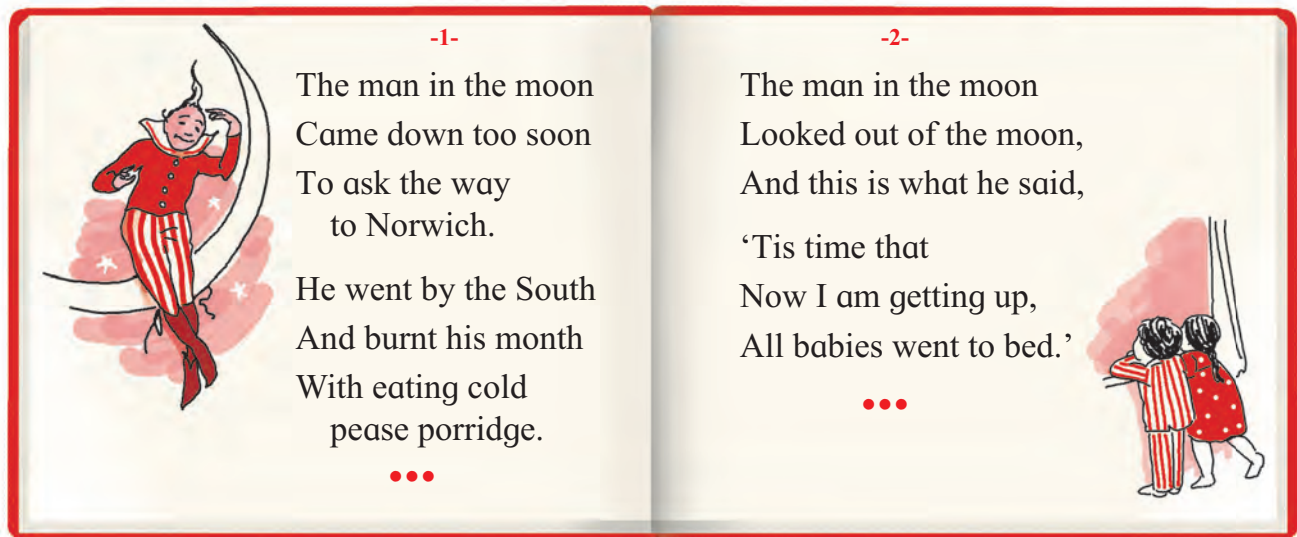 -1-
The man in the moon
Came down too soon
To ask the way
to Norwich.
He went by the South
And burnt his month
With eating cold
pease porridge.
-2-
The man in the moon
Looked out of the moon,
And this is what he said,
‘Tis time that
Now I am getting up,
All babies went to bed.’